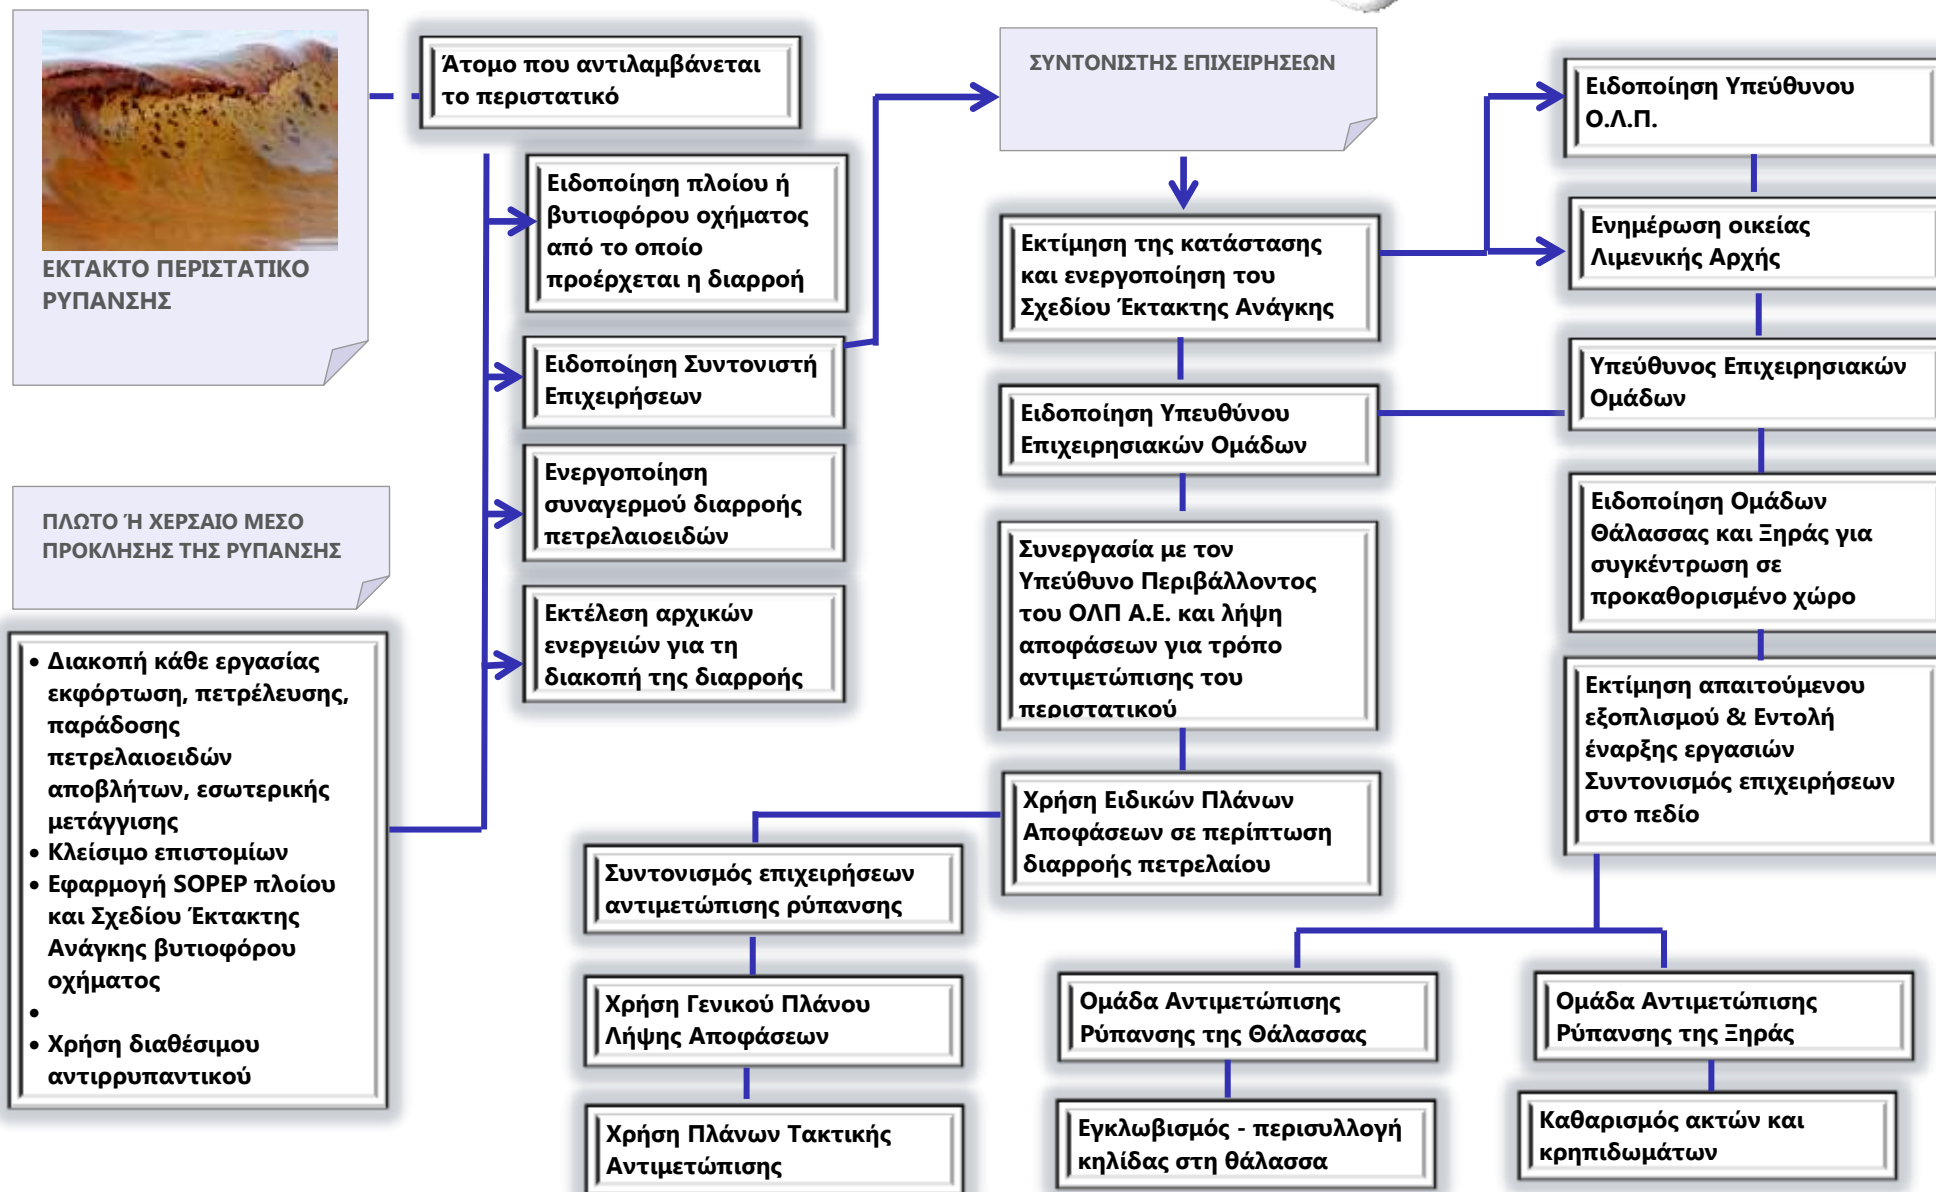 ΕΚΤΑΚΤΟ ΠΕΡΙΣΤΑΤΙΚΟ
ΡΥΠΑΝΣΗΣ
Άτομο που αντιλαμβάνεται
το περιστατικό
Ειδοποίηση πλοίου ή
βυτιοφόρου οχήματος
από το οποίο
προέρχεται η διαρροή
Ειδοποίηση Συντονιστή
Επιχειρήσεων
Ενεργοποίηση
συναγερμού διαρροής
πετρελαιοειδών
Εκτέλεση αρχικών
ενεργειών για τη
διακοπή της διαρροής
ΠΛΩΤΟ Ή ΧΕΡΣΑΙΟ ΜΕΣΟ
ΠΡΟΚΛΗΣΗΣ ΤΗΣ ΡΥΠΑΝΣΗΣ
• Διακοπή κάθε εργασίας
εκφόρτωση, πετρέλευσης,
παράδοσης
πετρελαιοειδών
αποβλήτων, εσωτερικής
μετάγγισης
• Κλείσιμο επιστομίων
• Εφαρμογή SOPEP πλοίου
και Σχεδίου Έκτακτης
Ανάγκης βυτιοφόρου
οχήματος
•
• Χρήση διαθέσιμου
αντιρρυπαντικού
ΣΥΝΤΟΝΙΣΤΗΣ ΕΠΙΧΕΙΡΗΣΕΩΝ
Εκτίμηση της κατάστασης
και ενεργοποίηση του
Σχεδίου Έκτακτης Ανάγκης
Ειδοποίηση Υπευθύνου
Επιχειρησιακών Ομάδων
Συνεργασία με τον
Υπεύθυνο Περιβάλλοντος
του ΟΛΠ Α.Ε. και λήψη
αποφάσεων για τρόπο
αντιμετώπισης του
περιστατικού
Χρήση Ειδικών Πλάνων
Αποφάσεων σε περίπτωση
διαρροής πετρελαίου
Συντονισμός επιχειρήσεων
αντιμετώπισης ρύπανσης
Χρήση Γενικού Πλάνου
Λήψης Αποφάσεων
Χρήση Πλάνων Τακτικής
Αντιμετώπισης
Ειδοποίηση Υπεύθυνου
Ο.Λ.Π.
Ενημέρωση οικείας
Λιμενικής Αρχής
Υπεύθυνος Επιχειρησιακών
Ομάδων
Ειδοποίηση Ομάδων
Θάλασσας και Ξηράς για
συγκέντρωση σε
προκαθορισμένο χώρο
Εκτίμηση απαιτούμενου
εξοπλισμού & Εντολή
έναρξης εργασιών
Συντονισμός επιχειρήσεων
στο πεδίο
Ομάδα Αντιμετώπισης
Ρύπανσης της Θάλασσας
Εγκλωβισμός - περισυλλογή
κηλίδας στη θάλασσα
Ομάδα Αντιμετώπισης
Ρύπανσης της Ξηράς
Καθαρισμός ακτών και
κρηπιδωμάτων